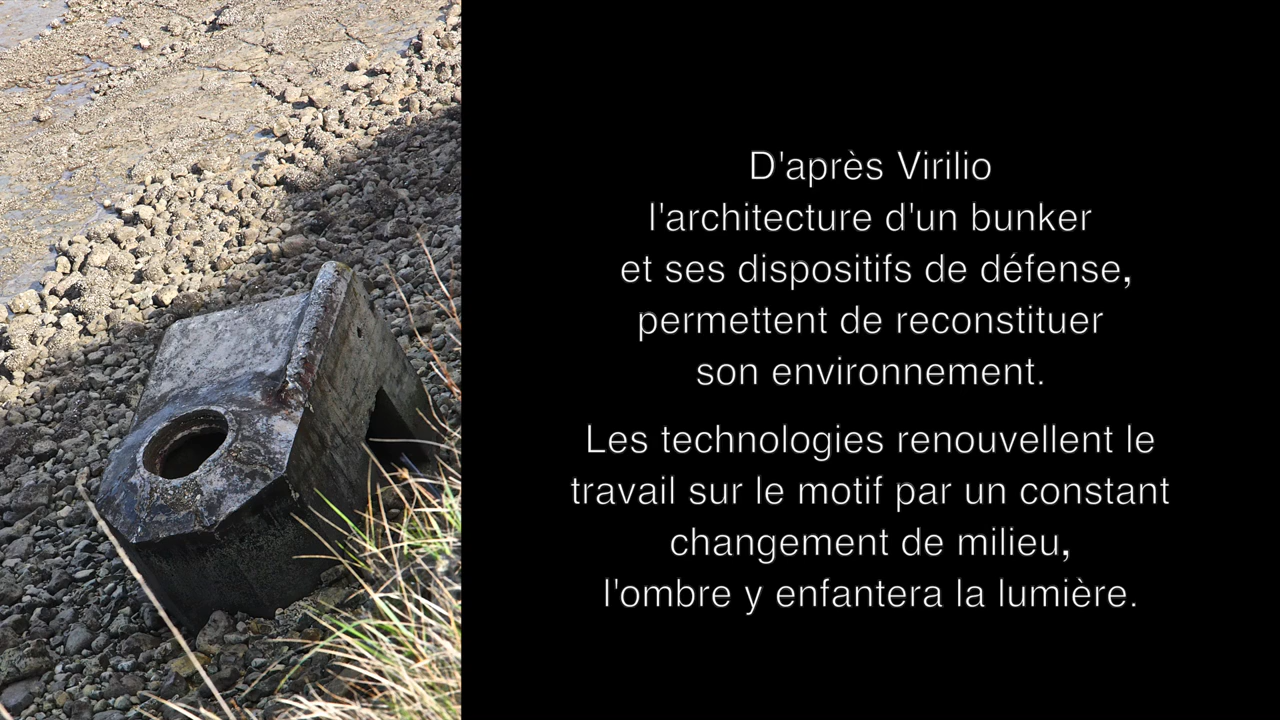 D'après Virilio
l'architecture d'un bunker
et ses dispositifs de défense,
permettent de reconstituer
son environnement.
Les technologies renouvellent le
travail sur le motif par un constant
changement de milieu,
l'ombre y enfantera la lumière.